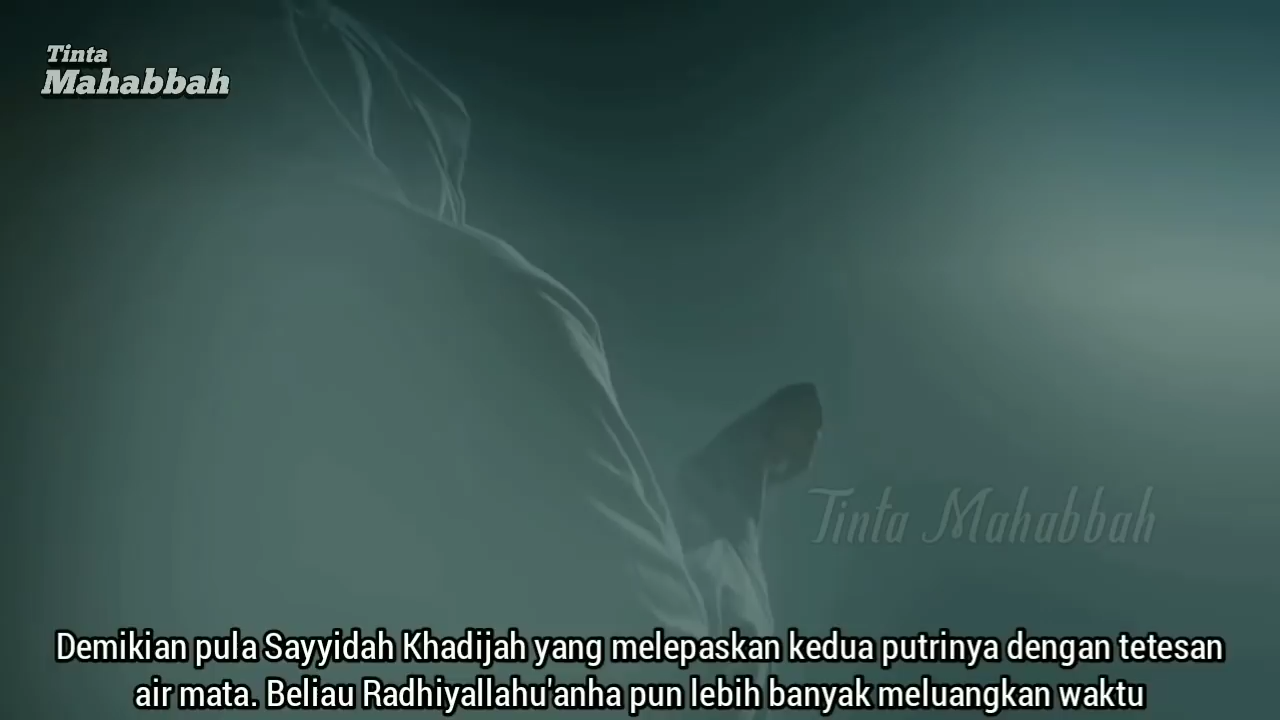 Tinta
Mahabbah
Tinta Mahabbah
Demikian pula Sayyidah Khadijah yang melepaskan kedua putrinya dengan tetesan
air mata. Beliau Radhiyallahu'anha pun lebih banyak meluangkan waktu